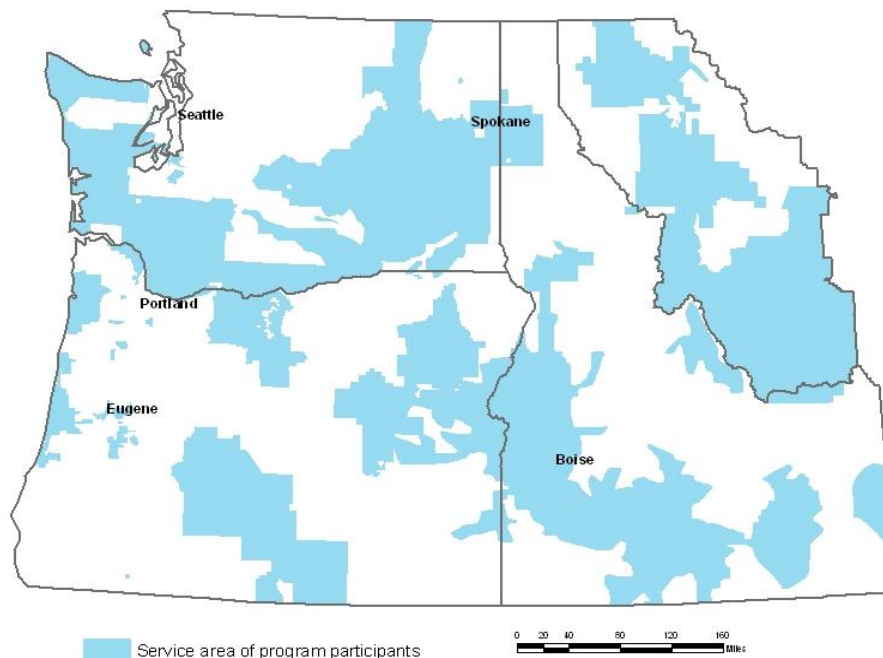 Seattle
Spokane
Portland
Eugene
Boise
Service area of program participants
0 20 40 80 120 160
Miles